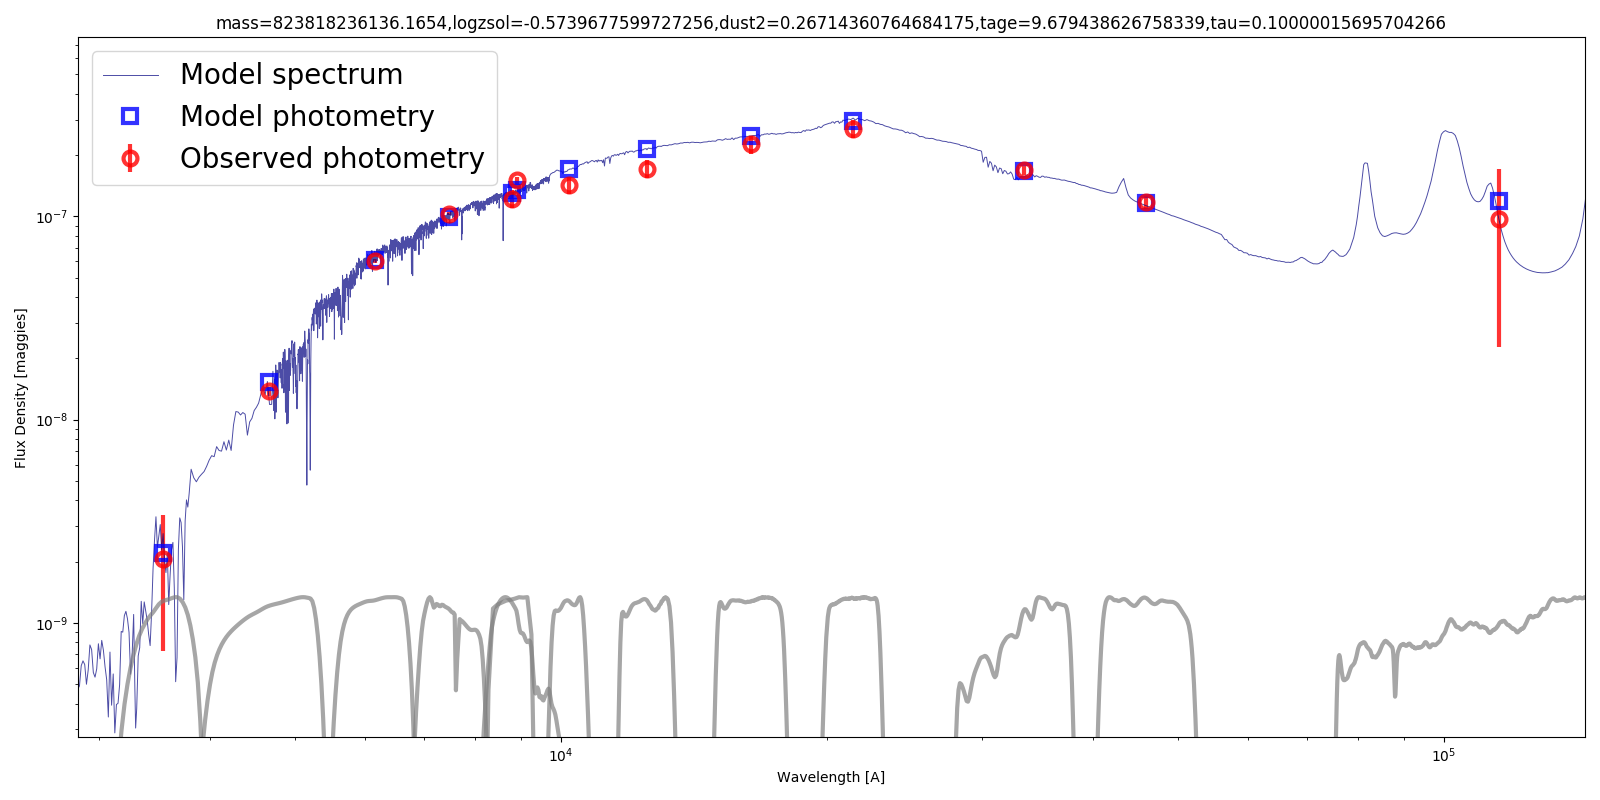 mass=823818236136.1654,logzsol=-0.5739677599727256,dust2=0.26714360764684175,tage=9.679438626758339,tau=0.10000015695704266
Model spectrum
Model photometry
Observed photometry
Flux Density [maggies]
10⁻⁷
10⁻⁸
10⁻⁹
10⁴
10⁵
Wavelength [A]